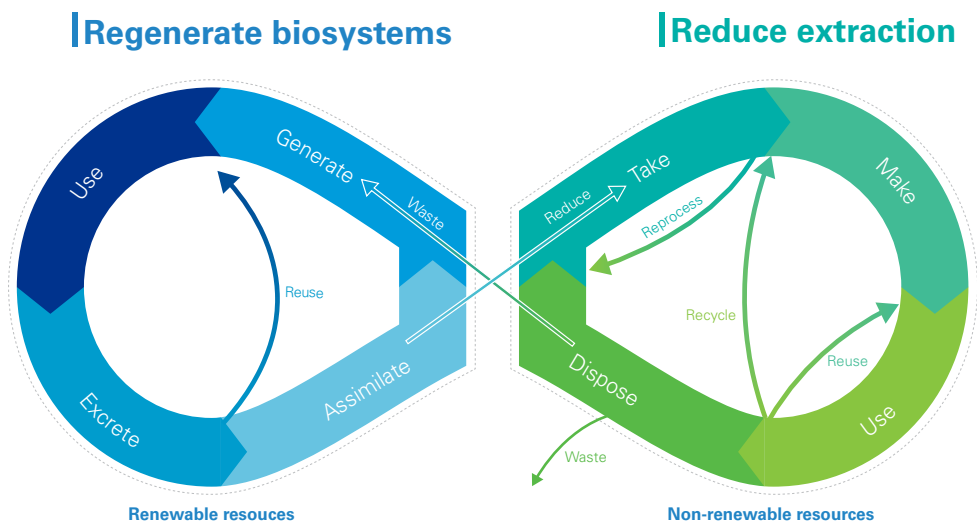 Regenerate biosystems
Reduce extraction
Use
Generate
Waste
Reuse
Excrete
Assimilate
Reduce
Take
Make
Reprocess
Recycle
Reuse
Dispose
Use
Waste
Renewable resouces
Non-renewable resources